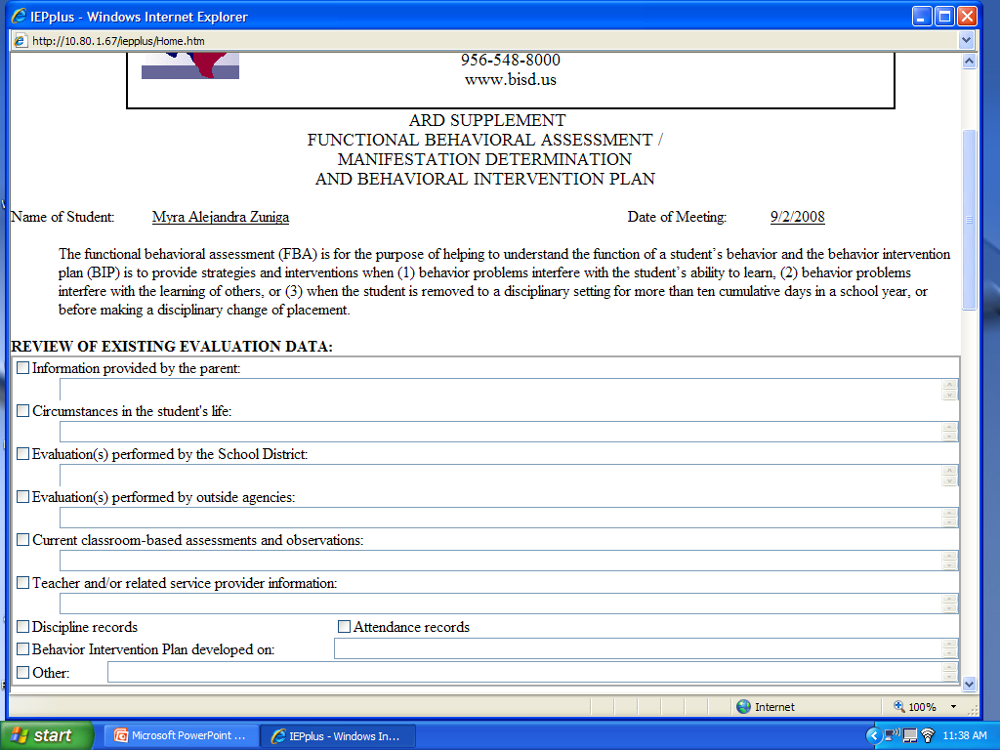 IEPplus - Windows Internet Explorer
http://10.80.1.67/iepplus/Home.htm
956-548-8000
www.bisd.us
ARD SUPPLEMENT
FUNCTIONAL BEHAVIORAL ASSESSMENT /
MANIFESTATION DETERMINATION
AND BEHAVIORAL INTERVENTION PLAN
Name of Student: Myra Alejandra Zuniga Date of Meeting: 9/2/2008
The functional behavioral assessment (FBA) is for the purpose of helping to understand the function of a student's behavior and the behavior intervention
plan (BIP) is to provide strategies and interventions when (1) behavior problems interfere with the student's ability to learn, (2) behavior problems
interfere with the learning of others, or (3) when the student is removed to a disciplinary setting for more than ten cumulative days in a school year, or
before making a disciplinary change of placement.
REVIEW OF EXISTING EVALUATION DATA:
Information provided by the parent:
Circumstances in the student's life:
Evaluation(s) performed by the School District:
Evaluation(s) performed by outside agencies:
Current classroom-based assessments and observations:
Teacher and/or related service provider information:
Discipline records Attendance records
Behavior Intervention Plan developed on:
Other:
Internet 100%
start Microsoft PowerPoint ... IEPplus - Windows In... 11:38 AM